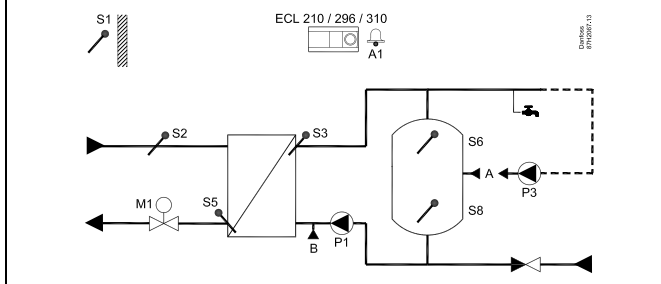 S1
ECL 210 / 296 / 310
A1
Danfoss
87H2067.13
S2
S3
S6
A
P3
S8
M1
S5
B
P1